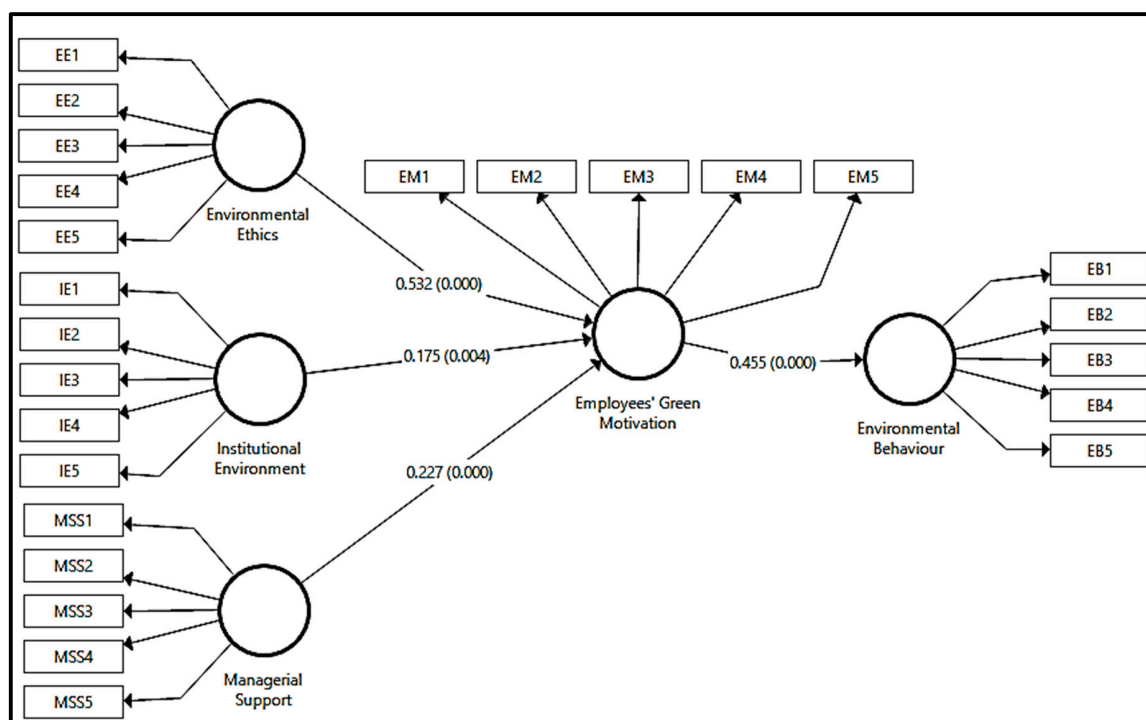 EE1
EE2
EE3
EE4
EE5
Environmental
Ethics
IE1
IE2
IE3
IE4
IE5
Institutional
Environment
MSS1
MSS2
MSS3
MSS4
MSS5
Managerial
Support
0.532 (0.000)
0.175 (0.004)
0.227 (0.000)
EM1
EM2
EM3
EM4
EM5
Employees' Green
Motivation
0.455 (0.000)
Environmental
Behaviour
EB1
EB2
EB3
EB4
EB5